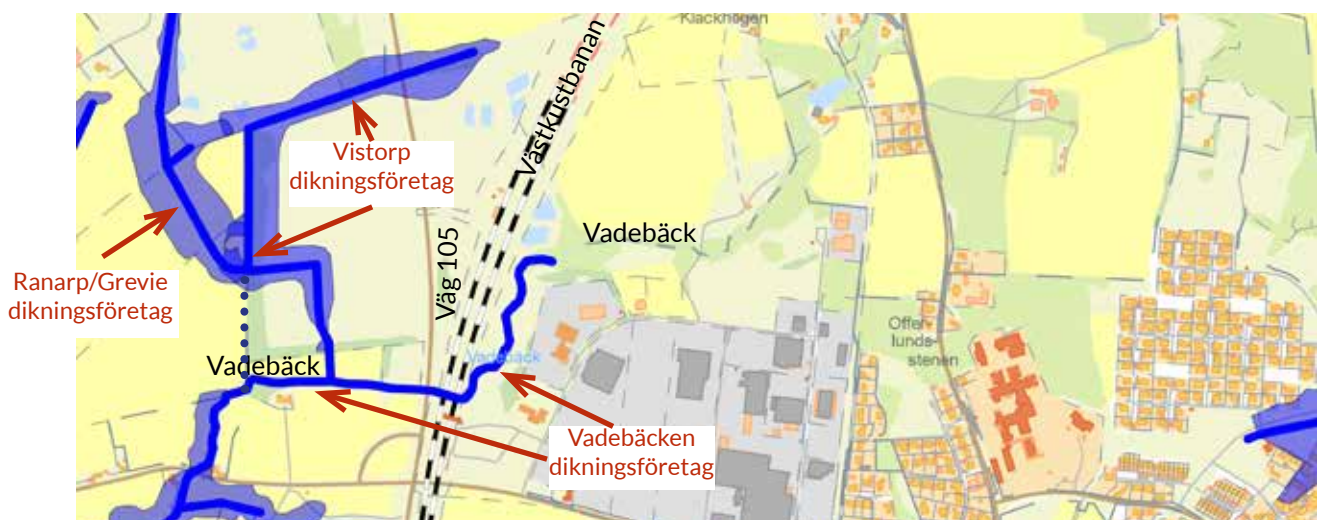 Klackhögen
Västkustbanan
Vistorp
dikningsföretag
Väg 105
Vadebäck
Ranarp/Grevie
dikningsföretag
Offer-
lunds-
stenen
Vadebäck
Vadebäck
Vadebäcken
dikningsföretag